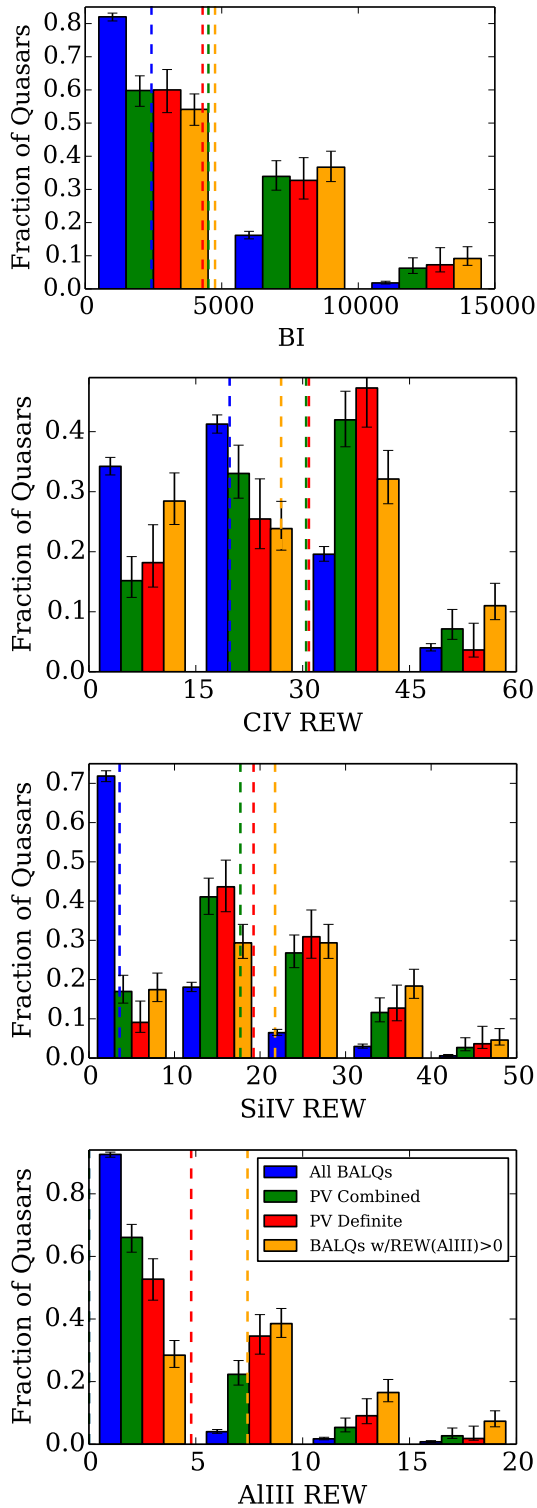 Fraction of Quasars
0.8
0.7
0.6
0.5
0.4
0.3
0.2
0.1
0.0
0 5000 10000 15000
BI
Fraction of Quasars
0.4
0.3
0.2
0.1
0.0
0 15 30 45 60
CIV REW
Fraction of Quasars
0.7
0.6
0.5
0.4
0.3
0.2
0.1
0.0
0 10 20 30 40 50
SiIV REW
Fraction of Quasars
0.8
0.6
0.4
0.2
0.0
All BALQs
PV Combined
PV Definite
BALQs w/REW(AlIII)>0
0 5 10 15 20
AlIII REW